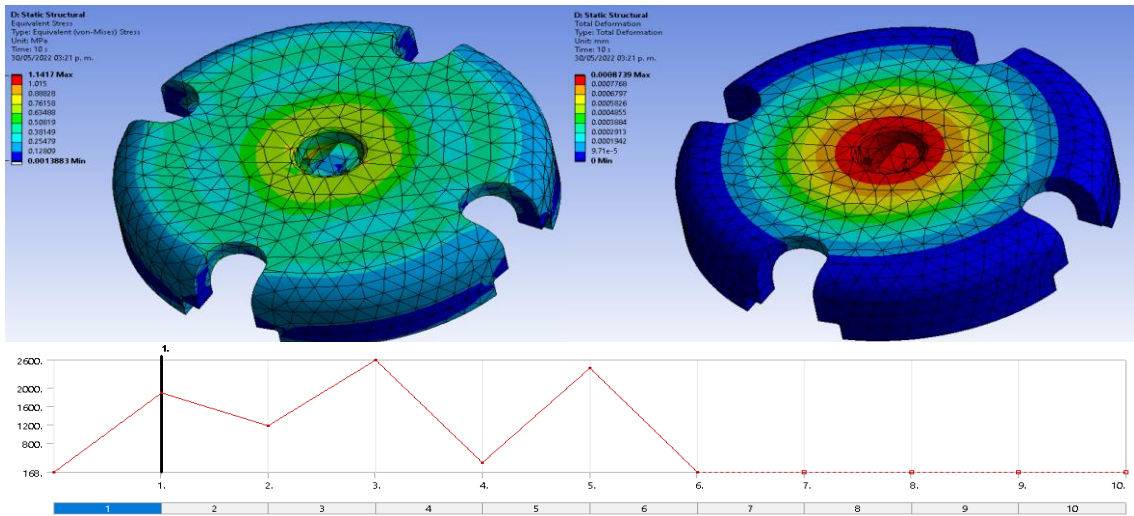 D: Static Structural
Equivalent Stress
Type: Equivalent (von-Mises) Stress
Unit: MPa
Time: 10 s
30/05/2022 03:21 p. m.
1.1417 Max
1.015
0.88828
0.76158
0.63488
0.50819
0.38149
0.25479
0.12809
0.0013883 Min
D: Static Structural
Total Deformation
Type: Total Deformation
Unit: mm
Time: 10 s
30/05/2022 03:21 p. m.
0.0008739 Max
0.0007768
0.0006797
0.0005826
0.0004855
0.0003884
0.0002913
0.0001942
9.71e-5
0 Min
1.
2600.
2000.
1600.
1200.
800.
168.
1. 2. 3. 4. 5. 6. 7. 8. 9. 10.
1 2 3 4 5 6 7 8 9 10